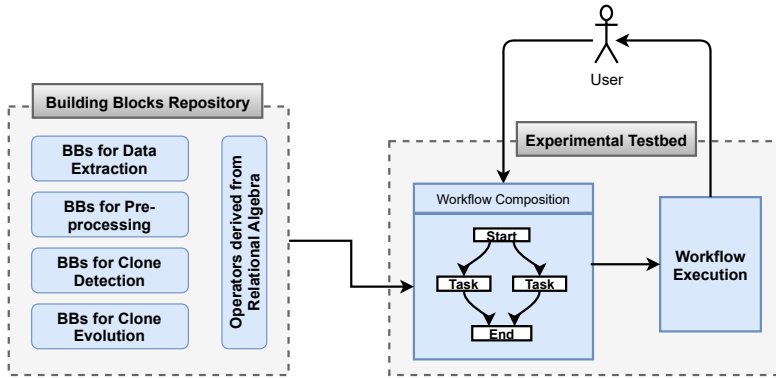 User
Building Blocks Repository
BBs for Data
Extraction
BBs for Pre-
processing
BBs for Clone
Detection
BBs for Clone
Evolution
Operators derived from
Relational Algebra
Experimental Testbed
Workflow Composition
Start
Task
Task
End
Workflow
Execution